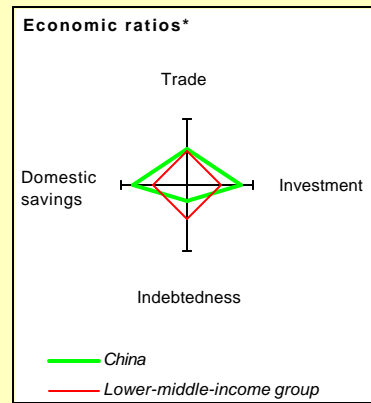 Economic ratios*
Trade
Domestic
savings
Investment
Indebtedness
China
Lower-middle-income group